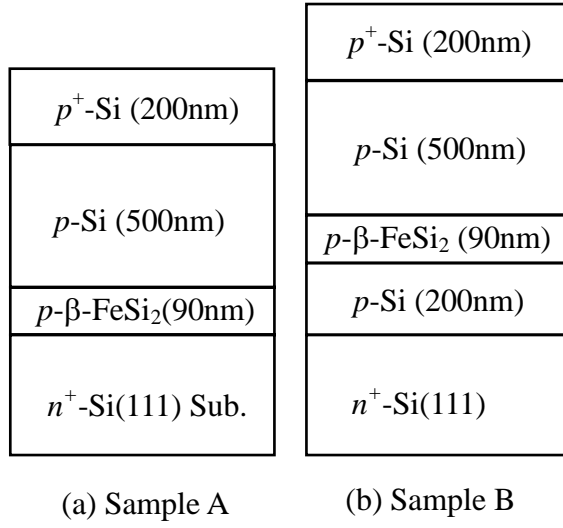 p⁺-Si (200nm)
p-Si (500nm)
p-β-FeSi₂(90nm)
n⁺-Si(111) Sub.
(a) Sample A
p⁺-Si (200nm)
p-Si (500nm)
p-β-FeSi₂ (90nm)
p-Si (200nm)
n⁺-Si(111)
(b) Sample B